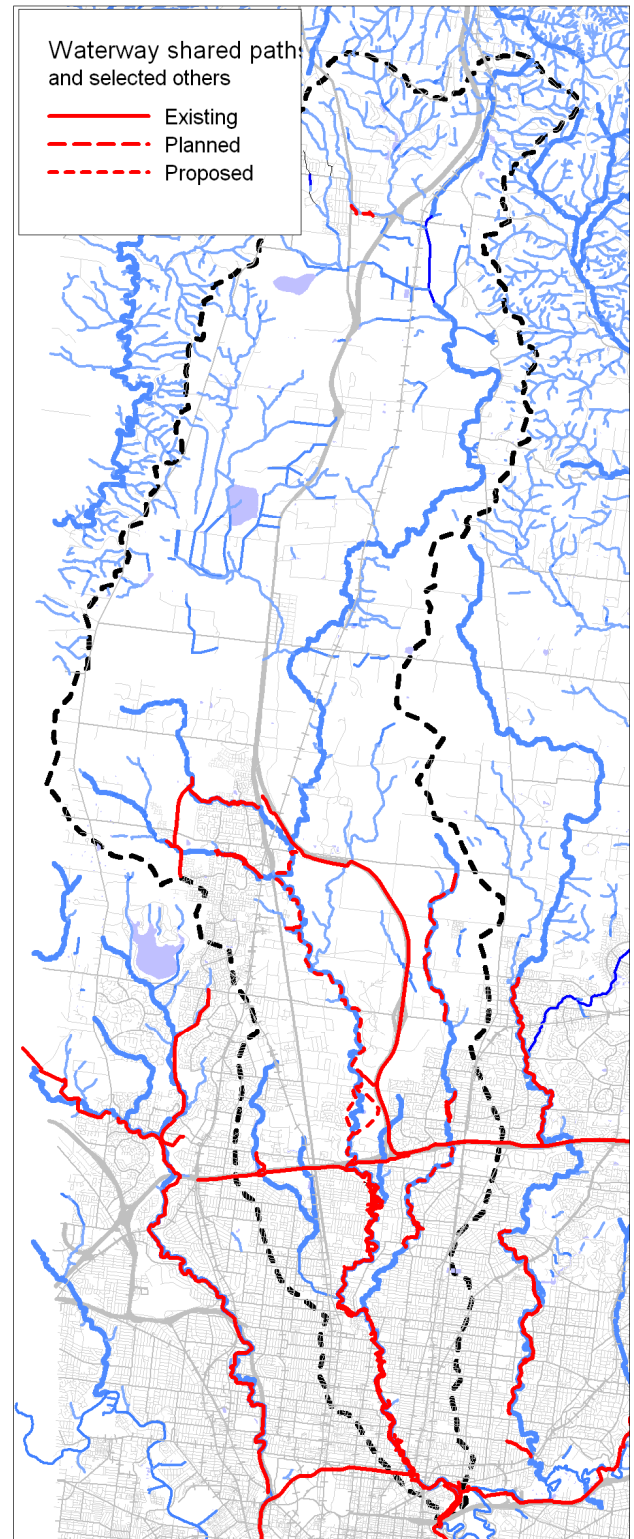 Waterway shared paths
and selected others
Existing
Planned
Proposed